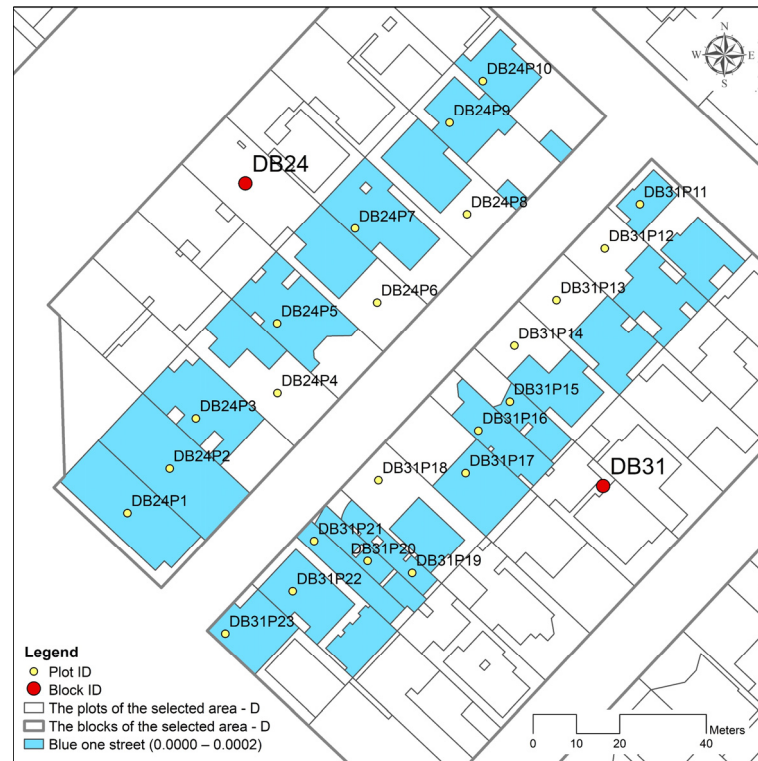 N
W E
S
DB24P10
DB24P9
DB24
DB24P8
DB24P7
DB24P6
DB24P5
DB24P4
DB24P3
DB24P2
DB24P1
DB31P11
DB31P12
DB31P13
DB31P14
DB31P15
DB31P16
DB31P17
DB31P18
DB31
DB31P21
DB31P20
DB31P19
DB31P22
DB31P23
Legend
Plot ID
Block ID
The plots of the selected area - D
The blocks of the selected area - D
Blue one street (0.0000 – 0.0002)
Meters
0 10 20 40